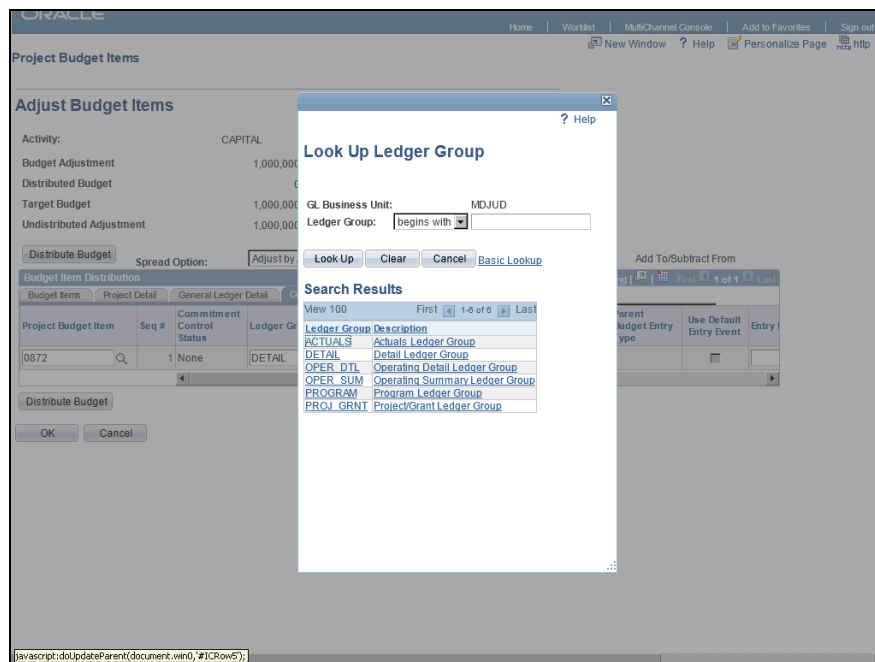 ORACLE
Home | Worklist | MultiChannel Console | Add to Favorites | Sign out
New Window ? Help Personalize Page http
Project Budget Items
Adjust Budget Items
? Help
Activity: CAPITAL
Look Up Ledger Group
Budget Adjustment 1,000,000
Distributed Budget
Target Budget 1,000,000
GL Business Unit: MDJUD
Undistributed Adjustment 1,000,000
Ledger Group: begins with
Distribute Budget Spread Option: Adjust by
Look Up Clear Cancel Basic Lookup
Add To/Subtract From
Budget Item Distribution
First 1 of 1 Last
Budget Items Project Detail General Ledger Detail
Search Results
View 100 First 1-6 of 6 Last
Project Budget Item Seq # Commitment Control Status Ledger Gr
Ledger Group Description
ACTUALS Actuals Ledger Group
DETAIL Detail Ledger Group
OPER_DTL Operating Detail Ledger Group
OPER_SUM Operating Summary Ledger Group
PROGRAM Program Ledger Group
PROJ_GRNT Project/Grant Ledger Group
Parent Budget Entry Type Use Default Entry Event Entry
0872 1 None DETAIL
Distribute Budget
OK Cancel
javascript:doUpdateParent(document.win0,'#ICRow5');